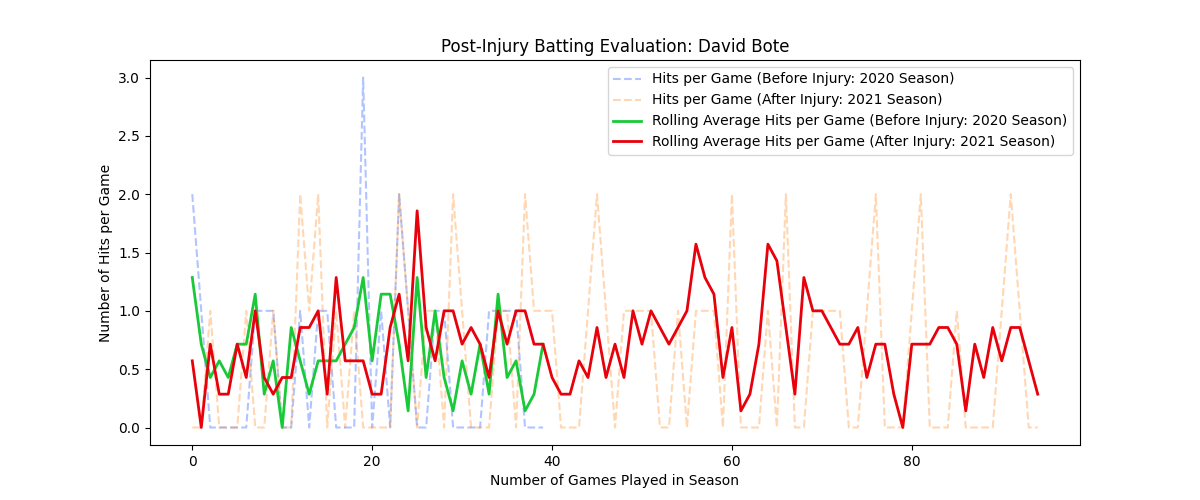 Post-Injury Batting Evaluation: David Bote
Hits per Game (Before Injury: 2020 Season)
Hits per Game (After Injury: 2021 Season)
Rolling Average Hits per Game (Before Injury: 2020 Season)
Rolling Average Hits per Game (After Injury: 2021 Season)
Number of Hits per Game
3.0
2.5
2.0
1.5
1.0
0.5
0.0
0 20 40 60 80
Number of Games Played in Season